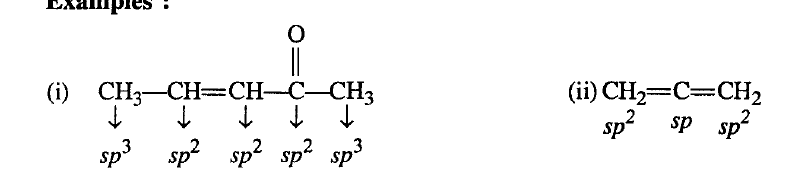 Examples :
O
(i) CH₃—CH=CH—C—CH₃ (ii) CH₂=C=CH₂
sp³ sp² sp² sp² sp³ sp² sp sp²